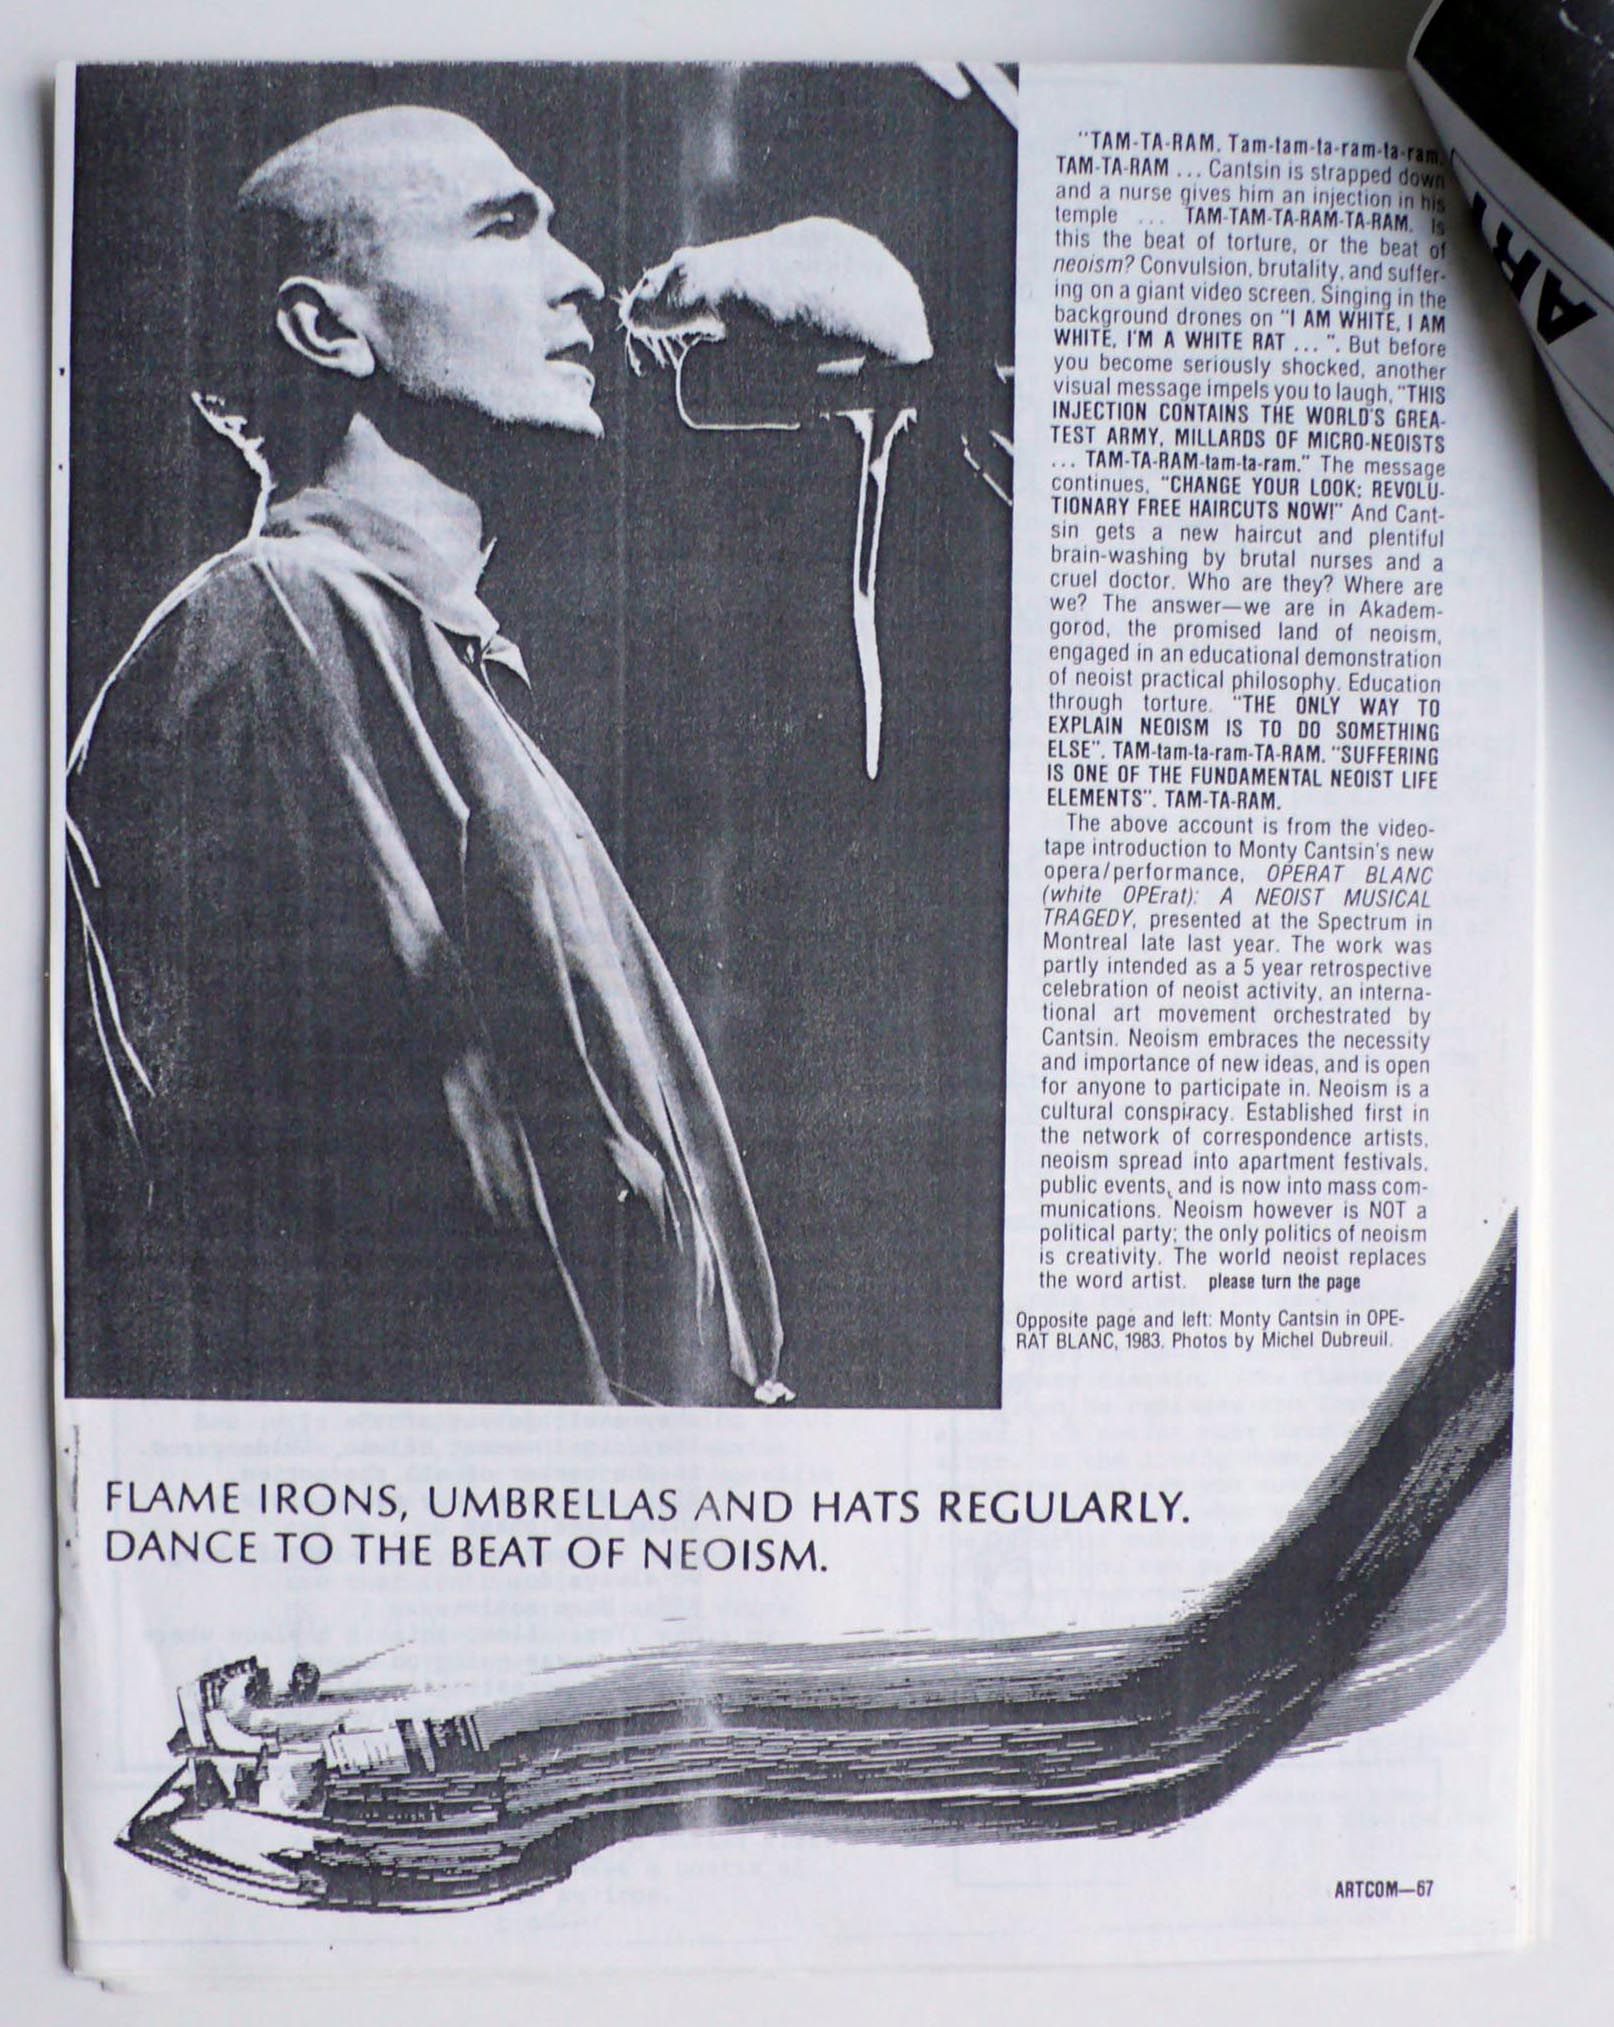 "TAM-TA-RAM. Tam-tam-ta-ram-ta-ram.
TAM-TA-RAM ... Cantsin is strapped down
and a nurse gives him an injection in his
temple ... TAM-TAM-TA-RAM-TA-RAM. Is
this the beat of torture, or the beat of
neoism? Convulsion, brutality, and suffer-
ing on a giant video screen. Singing in the
background drones on "I AM WHITE, I AM
WHITE, I'M A WHITE RAT ... ". But before
you become seriously shocked, another
visual message impels you to laugh, "THIS
INJECTION CONTAINS THE WORLD'S GREA-
TEST ARMY, MILLARDS OF MICRO-NEOISTS
... TAM-TA-RAM-tam-ta-ram." The message
continues, "CHANGE YOUR LOOK: REVOLU-
TIONARY FREE HAIRCUTS NOW!" And Cant-
sin gets a new haircut and plentiful
brain-washing by brutal nurses and a
cruel doctor. Who are they? Where are
we? The answer—we are in Akadem-
gorod, the promised land of neoism,
engaged in an educational demonstration
of neoist practical philosophy. Education
through torture. "THE ONLY WAY TO
EXPLAIN NEOISM IS TO DO SOMETHING
ELSE". TAM-tam-ta-ram-TA-RAM. "SUFFERING
IS ONE OF THE FUNDAMENTAL NEOIST LIFE
ELEMENTS". TAM-TA-RAM.
The above account is from the video-
tape introduction to Monty Cantsin's new
opera/performance, OPERAT BLANC
(white OPErat): A NEOIST MUSICAL
TRAGEDY, presented at the Spectrum in
Montreal late last year. The work was
partly intended as a 5 year retrospective
celebration of neoist activity, an interna-
tional art movement orchestrated by
Cantsin. Neoism embraces the necessity
and importance of new ideas, and is open
for anyone to participate in. Neoism is a
cultural conspiracy. Established first in
the network of correspondence artists,
neoism spread into apartment festivals,
public events, and is now into mass com-
munications. Neoism however is NOT a
political party; the only politics of neoism
is creativity. The world neoist replaces
the word artist. please turn the page
Opposite page and left: Monty Cantsin in OPE-
RAT BLANC, 1983. Photos by Michel Dubreuil.
FLAME IRONS, UMBRELLAS AND HATS REGULARLY.
DANCE TO THE BEAT OF NEOISM.
ARTCOM—67